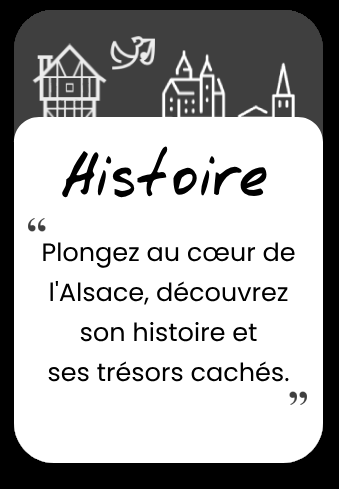 Histoire
“
Plongez au cœur de
l'Alsace, découvrez
son histoire et
ses trésors cachés.
”